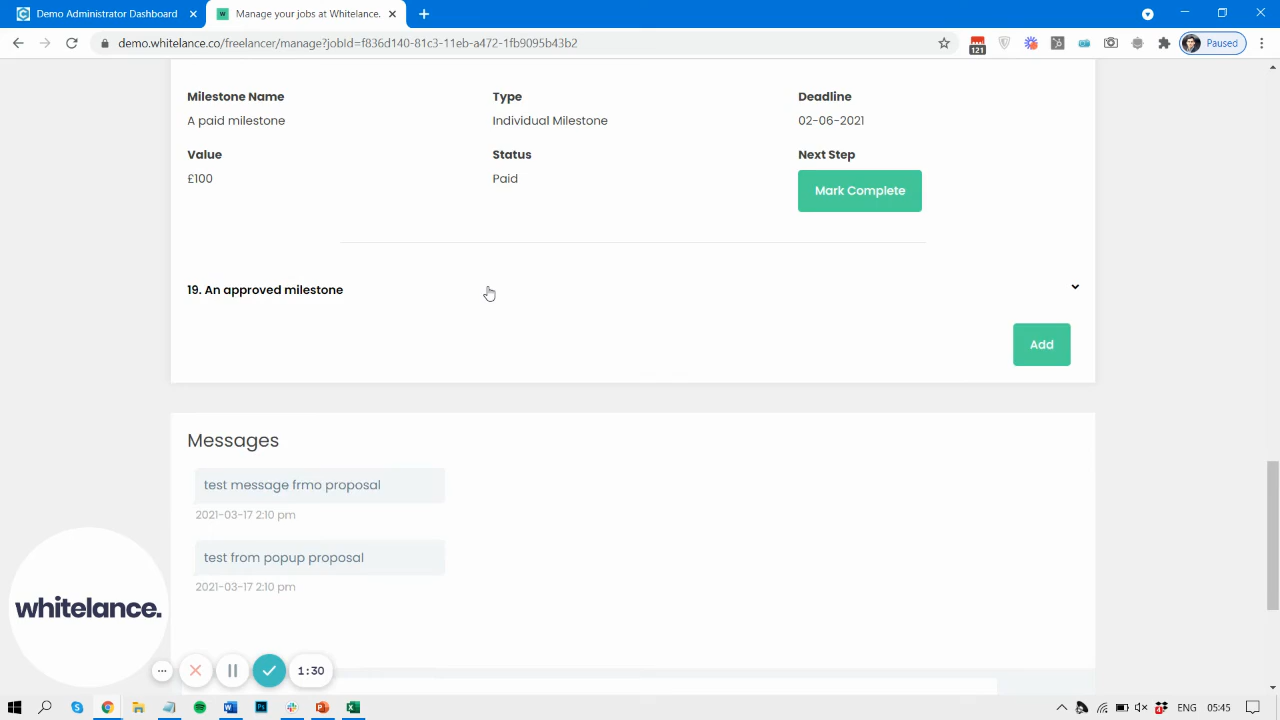 Demo Administrator Dashboard
Manage your jobs at Whitelance.
demo.whitelance.co/freelancer/manage?jobId=f836d140-81c3-11eb-a472-1fb9095b43b2
121
Paused
Milestone Name
Type
Deadline
A paid milestone
Individual Milestone
02-06-2021
Value
Status
Next Step
£100
Paid
Mark Complete
19. An approved milestone
Add
Messages
test message frmo proposal
2021-03-17 2:10 pm
test from popup proposal
2021-03-17 2:10 pm
whitelance.
1:30
ENG
05:45